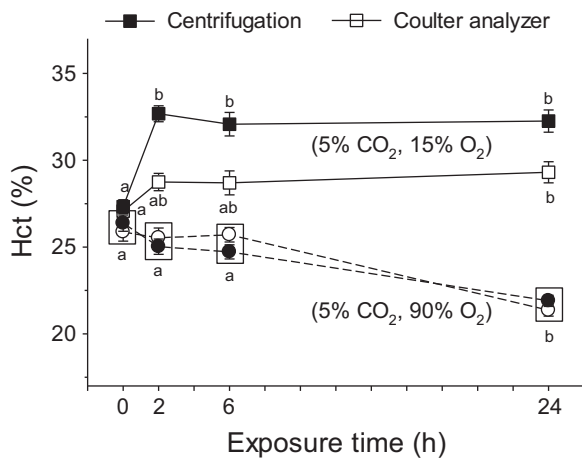 Centrifugation Coulter analyzer
35
b
b
b
(5% CO₂, 15% O₂)
30
a
a
ab
ab
b
Hct (%)
25
a
a
a
(5% CO₂, 90% O₂)
20
b
0 2 6 24
Exposure time (h)